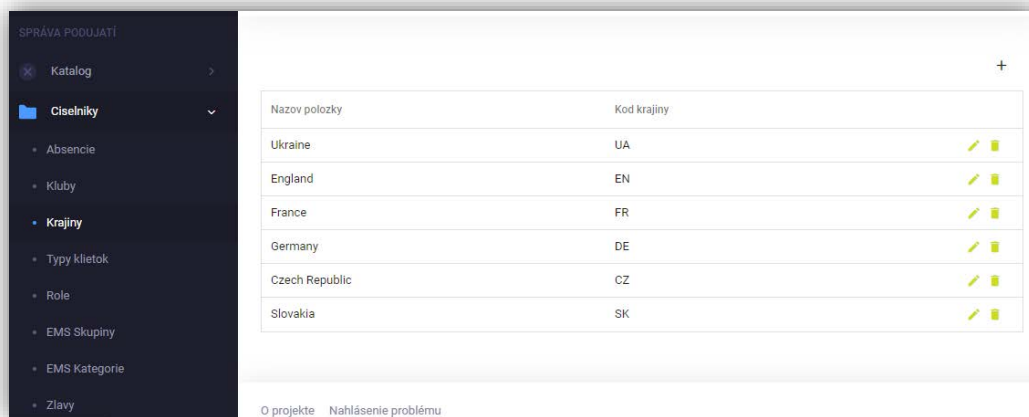 SPRÁVA PODUJATÍ
Katalog
Ciselniky
Absencie
Kluby
Krajiny
Typy klietok
Role
EMS Skupiny
EMS Kategorie
Zlavy
+
Nazov polozky Kod krajiny
Ukraine UA
England EN
France FR
Germany DE
Czech Republic CZ
Slovakia SK
O projekte Nahlásenie problému